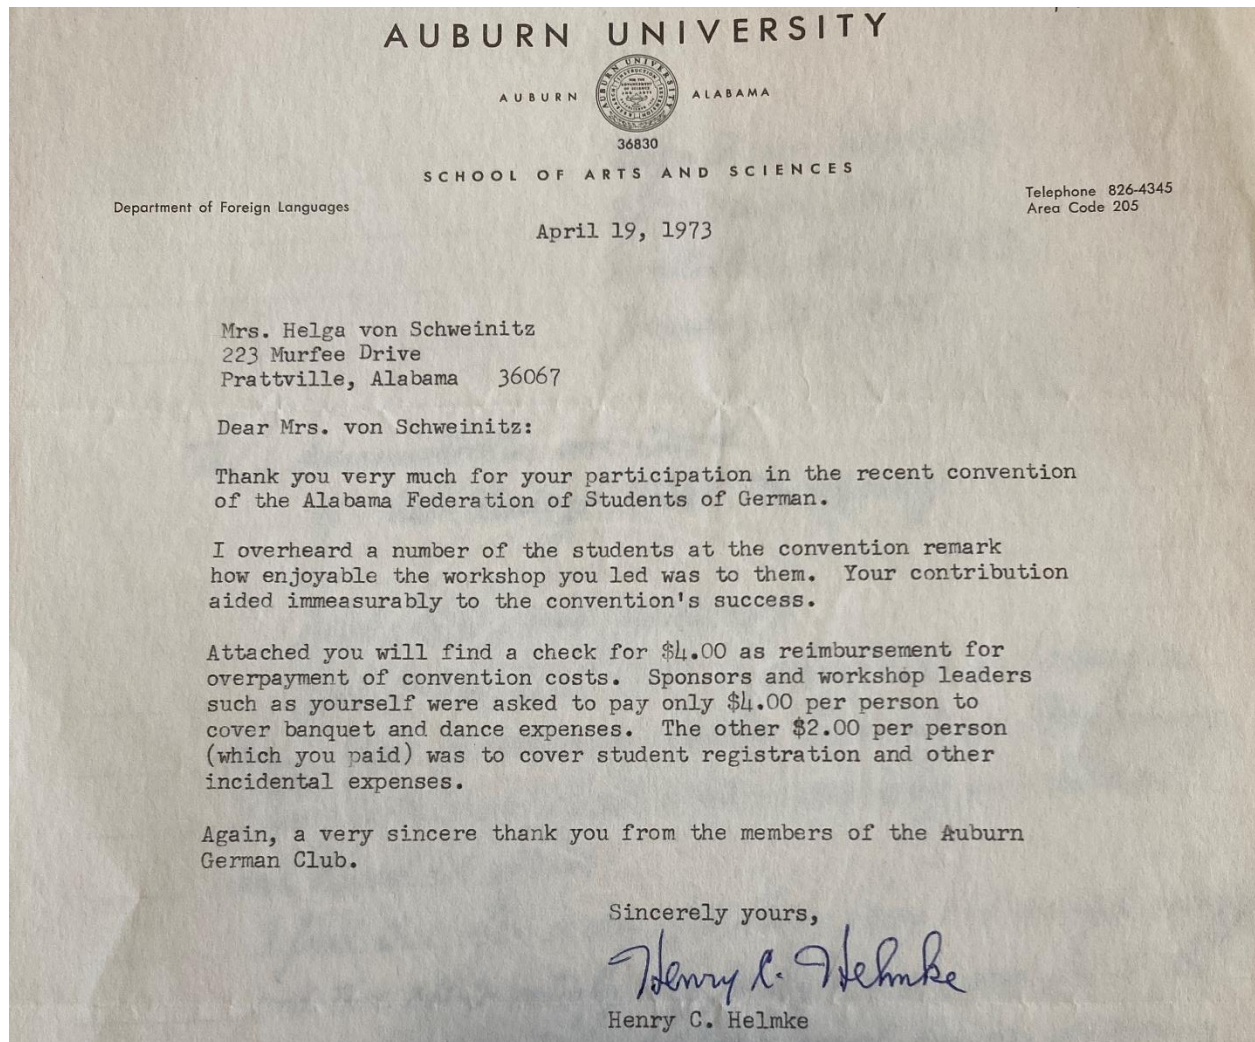 AUBURN UNIVERSITY
AUBURN ALABAMA
36830
SCHOOL OF ARTS AND SCIENCES
Telephone 826-4345
Department of Foreign Languages
Area Code 205
April 19, 1973
Mrs. Helga von Schweinitz
223 Murfee Drive
Prattville, Alabama 36067
Dear Mrs. von Schweinitz:
Thank you very much for your participation in the recent convention
of the Alabama Federation of Students of German.
I overheard a number of the students at the convention remark
how enjoyable the workshop you led was to them. Your contribution
aided immeasurably to the convention's success.
Attached you will find a check for $4.00 as reimbursement for
overpayment of convention costs. Sponsors and workshop leaders
such as yourself were asked to pay only $4.00 per person to
cover banquet and dance expenses. The other $2.00 per person
(which you paid) was to cover student registration and other
incidental expenses.
Again, a very sincere thank you from the members of the Auburn
German Club.
Sincerely yours,
Henry C. Helmke
Henry C. Helmke